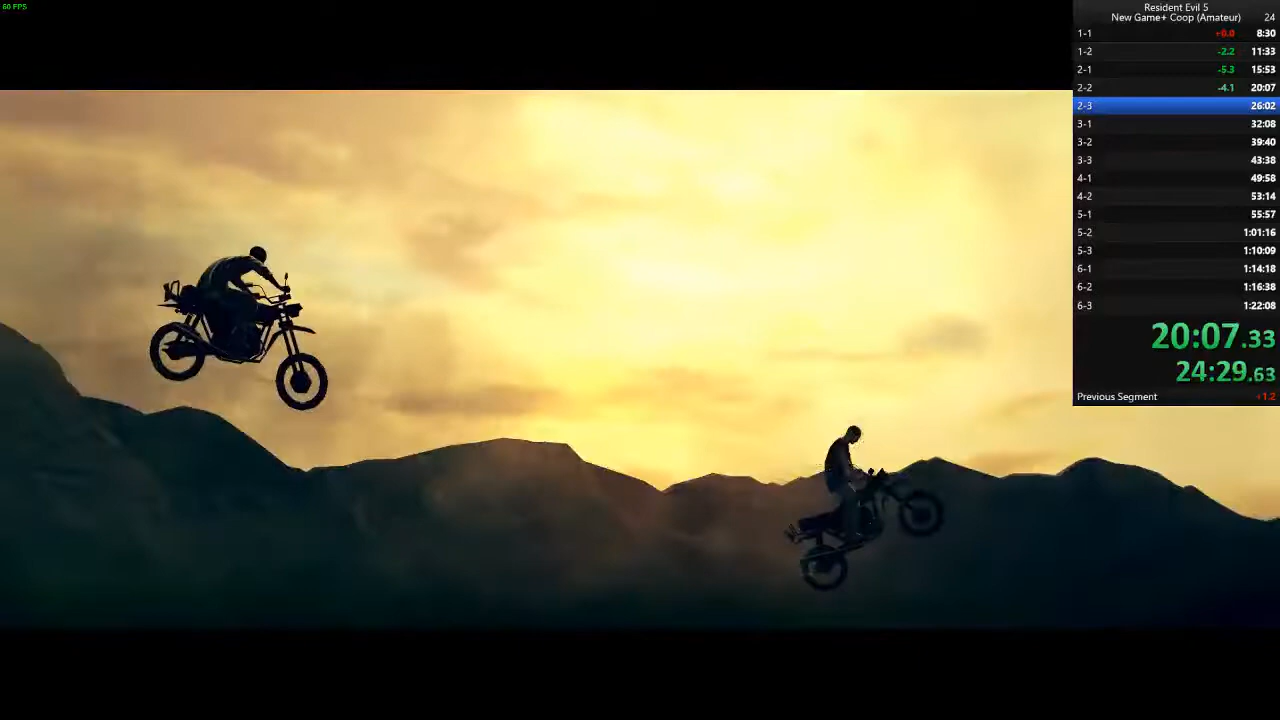 60 FPS
Resident Evil 5
New Game+ Coop (Amateur) 24
1-1 +0.0 8:30
1-2 -2.2 11:33
2-1 -5.3 15:53
2-2 -4.1 20:07
2-3 26:02
3-1 32:08
3-2 39:40
3-3 43:38
4-1 49:58
4-2 53:14
5-1 55:57
5-2 1:01:16
5-3 1:10:09
6-1 1:14:18
6-2 1:16:38
6-3 1:22:08
20:07.33
24:29.63
Previous Segment +1.2